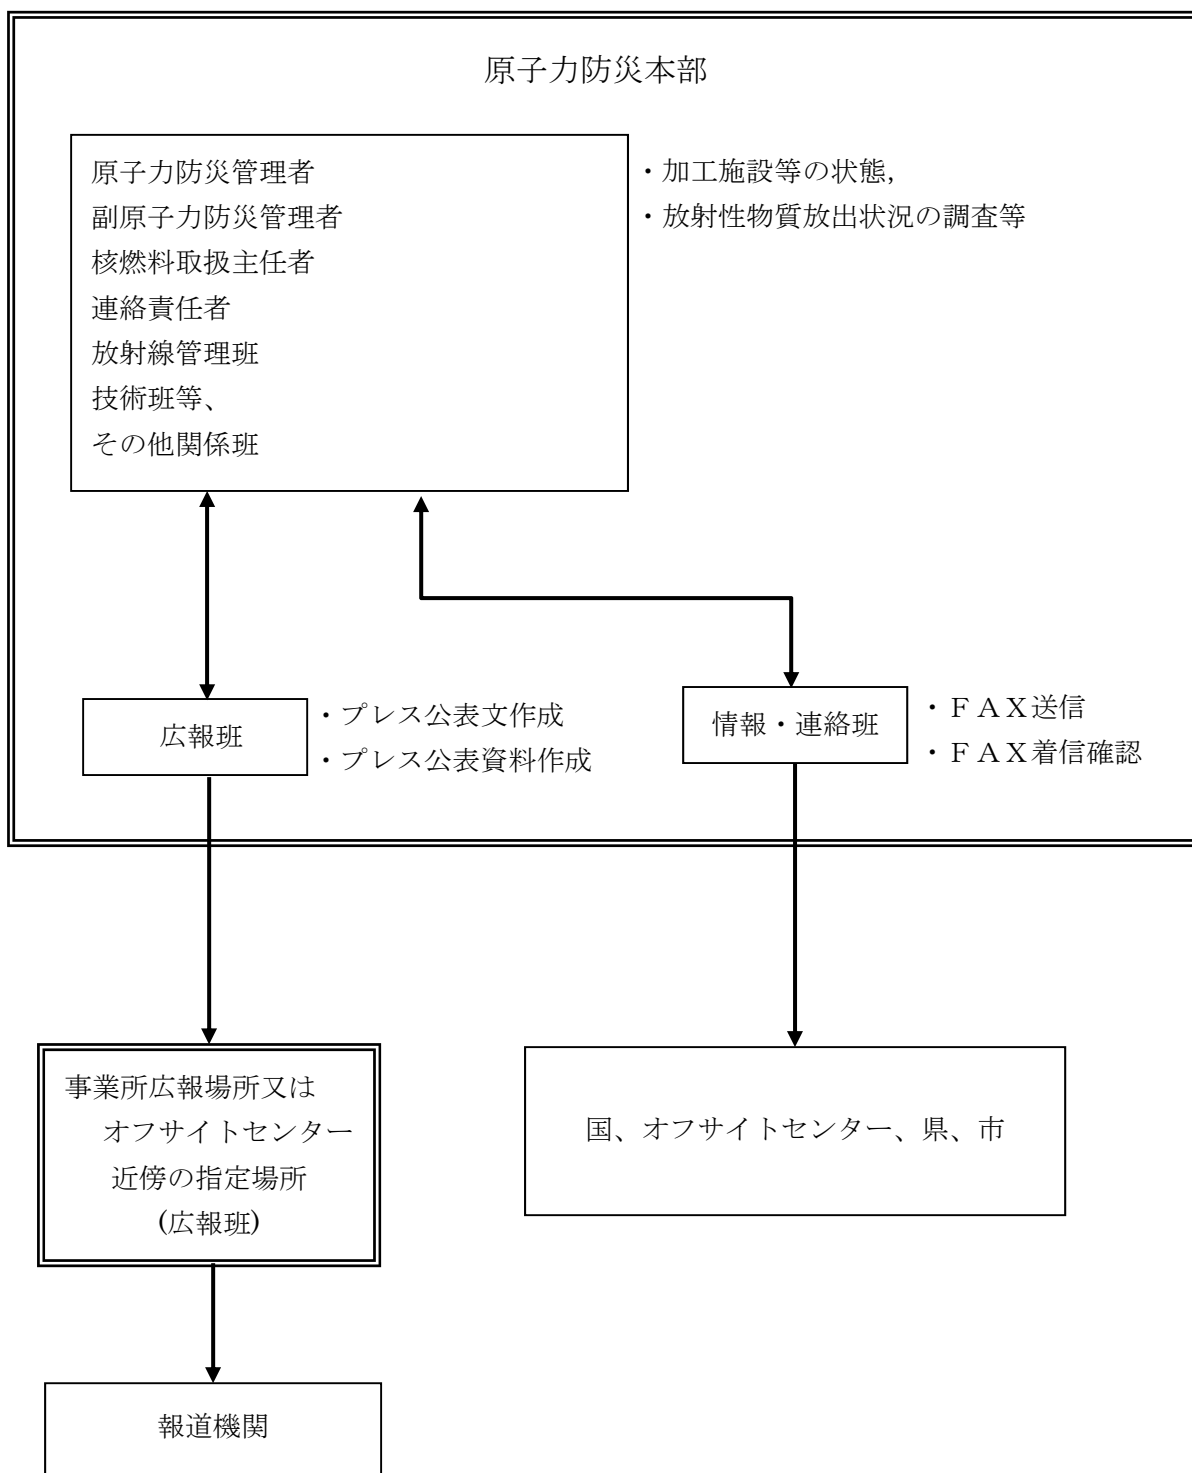 原子力防災本部
原子力防災管理者
副原子力防災管理者
核燃料取扱主任者
連絡責任者
放射線管理班
技術班等、
その他関係班
・加工施設等の状態,
・放射性物質放出状況の調査等
広報班
・プレス公表文作成
・プレス公表資料作成
情報・連絡班
・ＦＡＸ送信
・ＦＡＸ着信確認
事業所広報場所又は
オフサイトセンター
近傍の指定場所
(広報班)
国、オフサイトセンター、県、市
報道機関